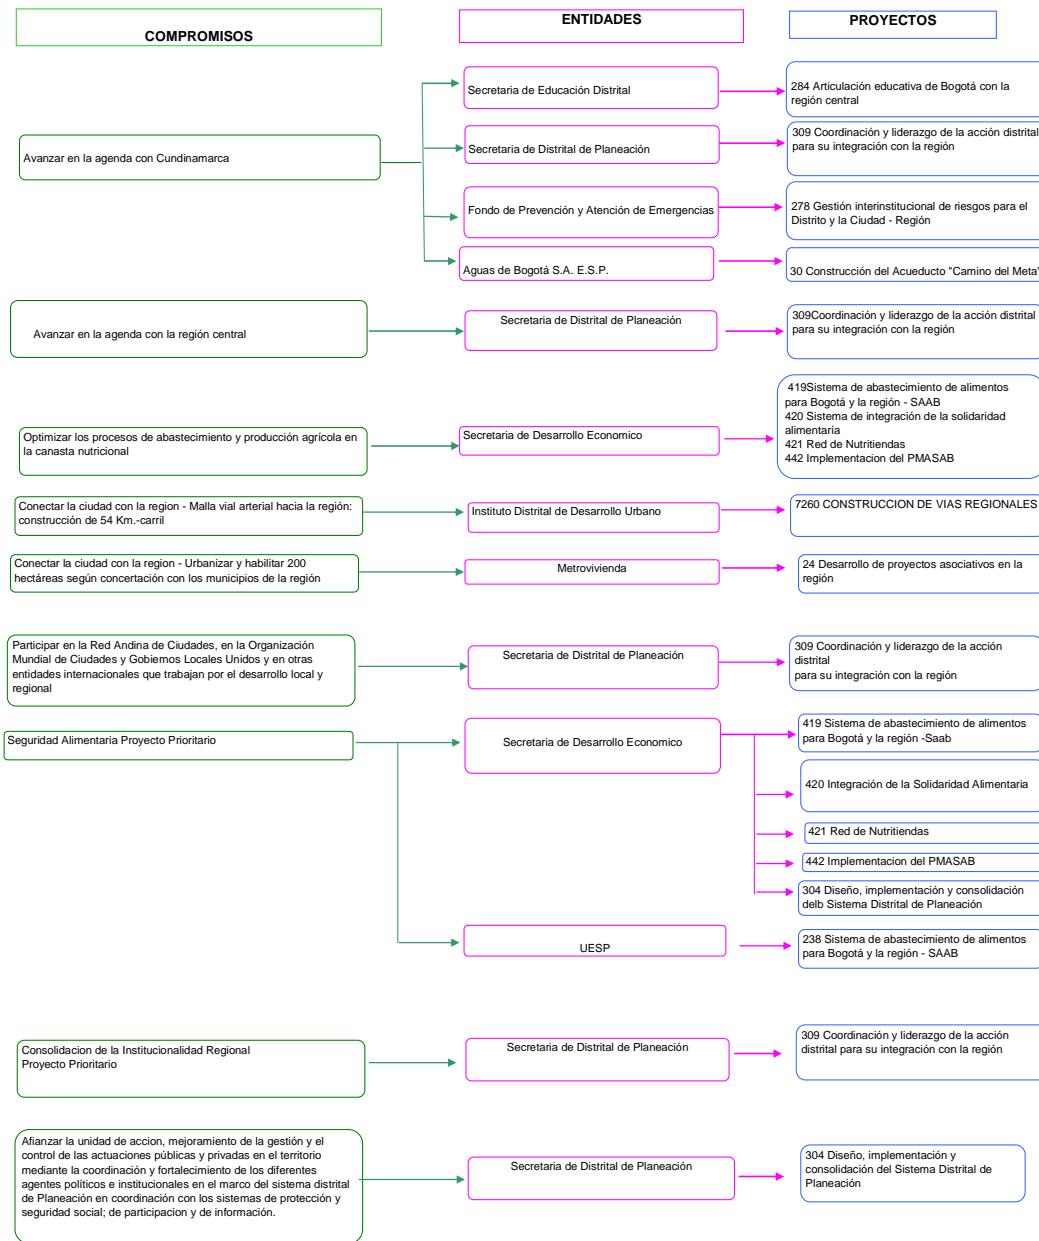 COMPROMISOS
ENTIDADES
PROYECTOS
Avanzar en la agenda con Cundinamarca
Secretaria de Educación Distrital
284 Articulación educativa de Bogotá con la
región central
Secretaria de Distrital de Planeación
309 Coordinación y liderazgo de la acción distrital
para su integración con la región
Fondo de Prevención y Atención de Emergencias
278 Gestión interinstitucional de riesgos para el
Distrito y la Ciudad - Región
Aguas de Bogotá S.A. E.S.P.
30 Construcción del Acueducto "Camino del Meta"
Avanzar en la agenda con la región central
Secretaria de Distrital de Planeación
309Coordinación y liderazgo de la acción distrital
para su integración con la región
Optimizar los procesos de abastecimiento y producción agrícola en
la canasta nutricional
Secretaria de Desarrollo Economico
419Sistema de abastecimiento de alimentos
para Bogotá y la región - SAAB
420 Sistema de integración de la solidaridad
alimentaría
421 Red de Nutritiendas
442 Implementacion del PMASAB
Conectar la ciudad con la region - Malla vial arterial hacia la región:
construcción de 54 Km.-carril
Instituto Distrital de Desarrollo Urbano
7260 CONSTRUCCION DE VIAS REGIONALES
Conectar la ciudad con la region - Urbanizar y habilitar 200
hectáreas según concertación con los municipios de la región
Metrovivienda
24 Desarrollo de proyectos asociativos en la
región
Participar en la Red Andina de Ciudades, en la Organización
Mundial de Ciudades y Gobiernos Locales Unidos y en otras
entidades internacionales que trabajan por el desarrollo local y
regional
Secretaria de Distrital de Planeación
309 Coordinación y liderazgo de la acción
distrital
para su integración con la región
Seguridad Alimentaria Proyecto Prioritario
Secretaria de Desarrollo Economico
419 Sistema de abastecimiento de alimentos
para Bogotá y la región -Saab
420 Integración de la Solidaridad Alimentaria
421 Red de Nutritiendas
442 Implementacion del PMASAB
304 Diseño, implementación y consolidación
delb Sistema Distrital de Planeación
UESP
238 Sistema de abastecimiento de alimentos
para Bogotá y la región - SAAB
Consolidacion de la Institucionalidad Regional
Proyecto Prioritario
Secretaria de Distrital de Planeación
309 Coordinación y liderazgo de la acción
distrital para su integración con la región
Afianzar la unidad de accion, mejoramiento de la gestión y el
control de las actuaciones públicas y privadas en el territorio
mediante la coordinación y fortalecimiento de los diferentes
agentes políticos e institucionales en el marco del sistema distrital
de Planeación en coordinación con los sistemas de protección y
seguridad social; de participacion y de información.
Secretaria de Distrital de Planeación
304 Diseño, implementación y
consolidación del Sistema Distrital de
Planeación